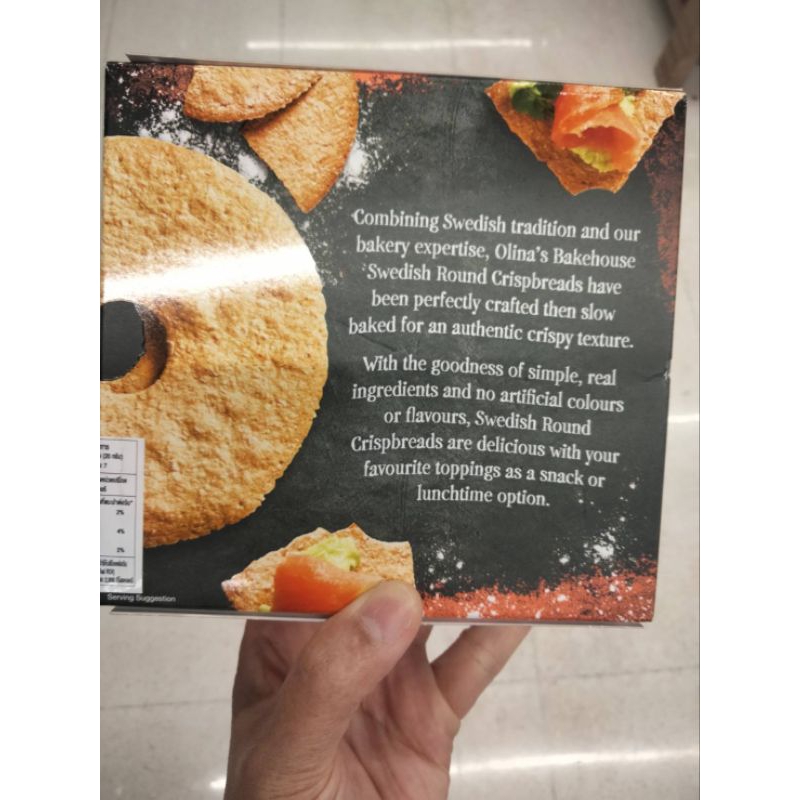 Combining Swedish tradition and our
bakery expertise, Olina's Bakehouse
Swedish Round Crispbreads have
been perfectly crafted then slow
baked for an authentic crispy texture.
With the goodness of simple, real
ingredients and no artificial colours
or flavours, Swedish Round
Crispbreads are delicious with your
favourite toppings as a snack or
lunchtime option.
2%
4%
Serving Suggestion